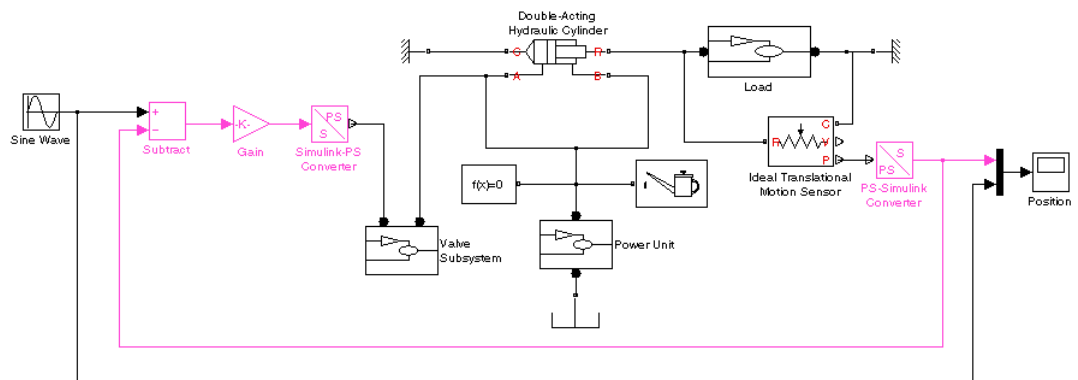 Double-Acting
Hydraulic Cylinder
C
R
A
B
Load
Sine Wave
+
−
Subtract
-K-
Gain
PS
S
Simulink-PS
Converter
C
R
V
P
Ideal Translational
Motion Sensor
S
PS
PS-Simulink
Converter
Position
f(x)=0
Valve
Subsystem
Power Unit